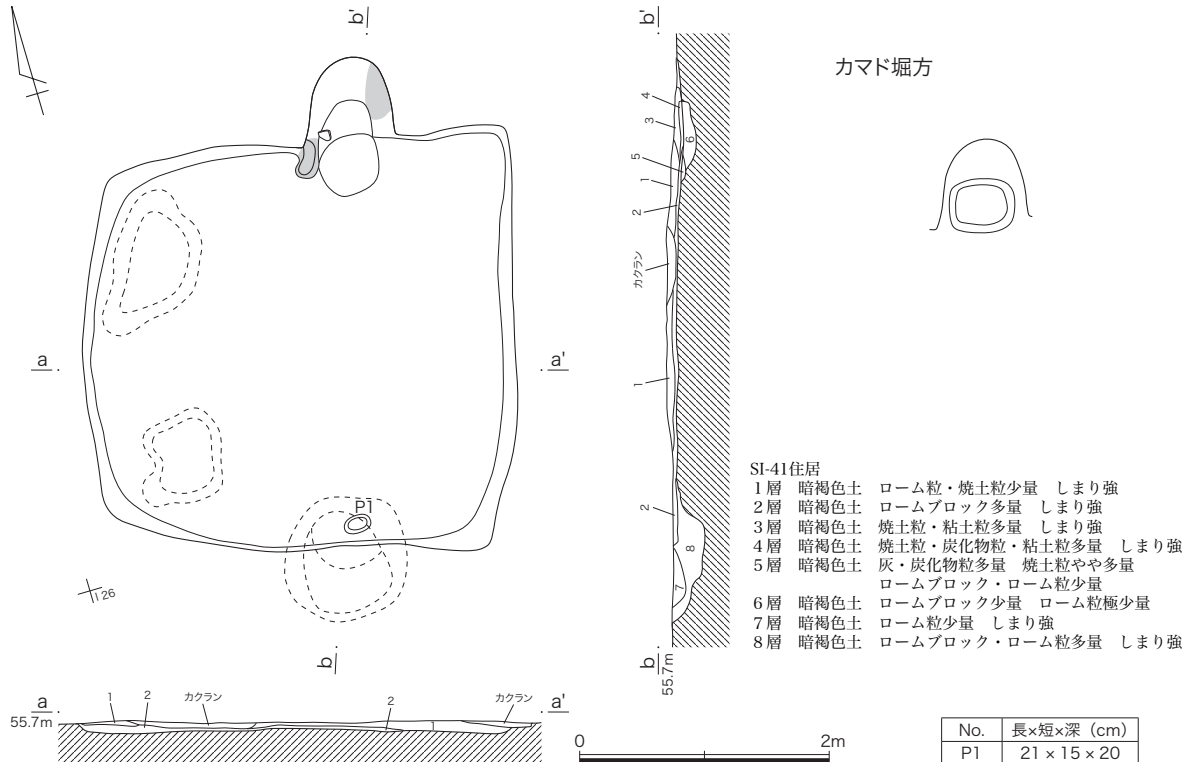 b'
b'
カマド堀方
4
3
6
5
1
2
カクラン
a
a'
1
SI-41住居
1層 暗褐色土 ローム粒・焼土粒少量 しまり強
2層 暗褐色土 ロームブロック多量 しまり強
3層 暗褐色土 焼土粒・粘土粒多量 しまり強
4層 暗褐色土 焼土粒・炭化物粒・粘土粒多量 しまり強
5層 暗褐色土 灰・炭化物粒多量 焼土粒やや多量
ロームブロック・ローム粒少量
6層 暗褐色土 ロームブロック少量 ローム粒極少量
7層 暗褐色土 ローム粒少量 しまり強
8層 暗褐色土 ロームブロック・ローム粒多量 しまり強
P1
2
8
7
126
b
b
55.7m
a
1
2
カクラン
2
カクラン
a'
55.7m
1
0
2m
No. 長×短×深（cm）
P1 21 × 15 × 20